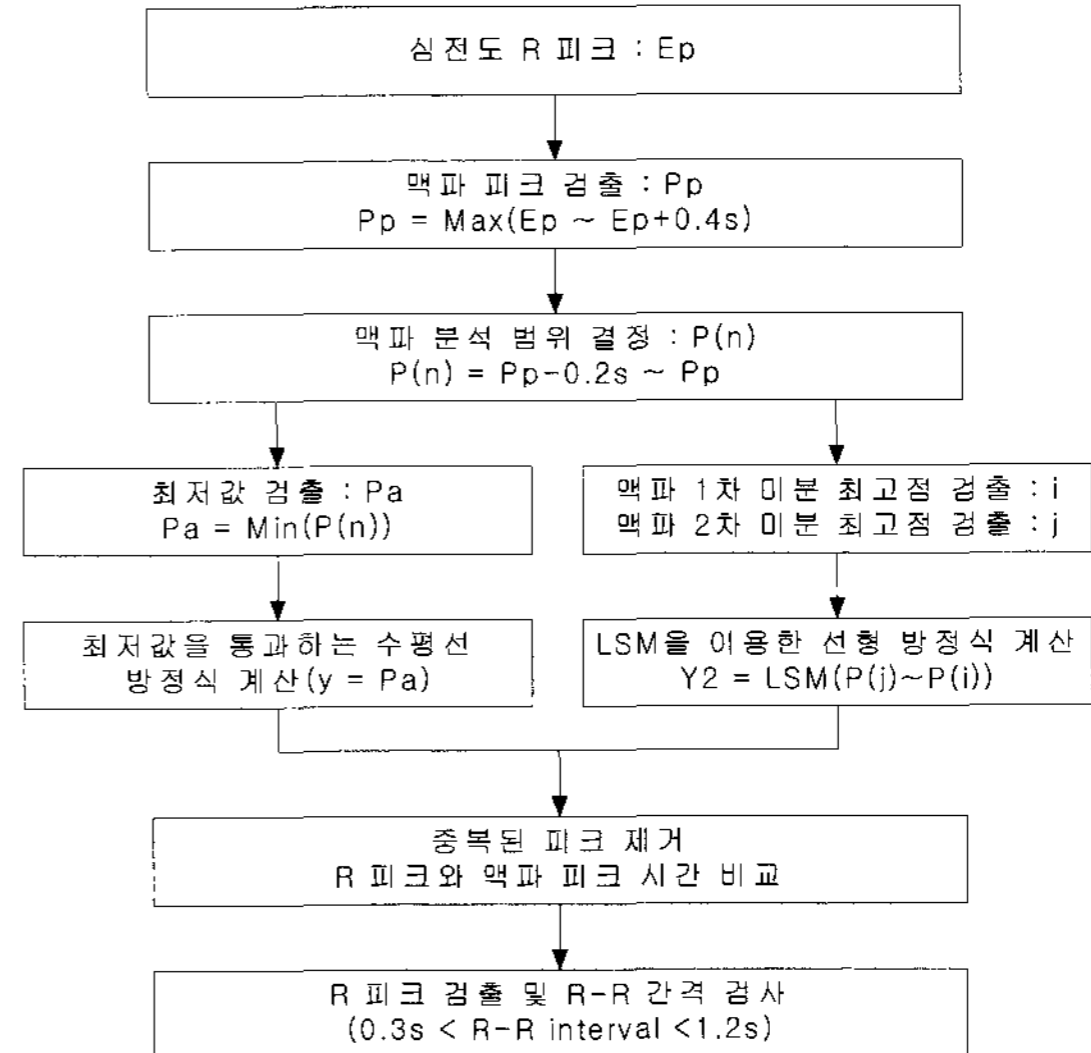 심전도 R 피크 : Ep
맥파 피크 검출 : Pp
Pp = Max(Ep ~ Ep+0.4s)
맥파 분석 범위 결정 : P(n)
P(n) = Pp-0.2s ~ Pp
최저값 검출 : Pa
Pa = Min(P(n))
맥파 1차 미분 최고점 검출 : i
맥파 2차 미분 최고점 검출 : j
최저값을 통과하는 수평선
방정식 계산(y = Pa)
LSM을 이용한 선형 방정식 계산
Y2 = LSM(P(j)~P(i))
중복된 피크 제거
R 피크와 맥파 피크 시간 비교
R 피크 검출 및 R-R 간격 검사
(0.3s < R-R interval <1.2s)